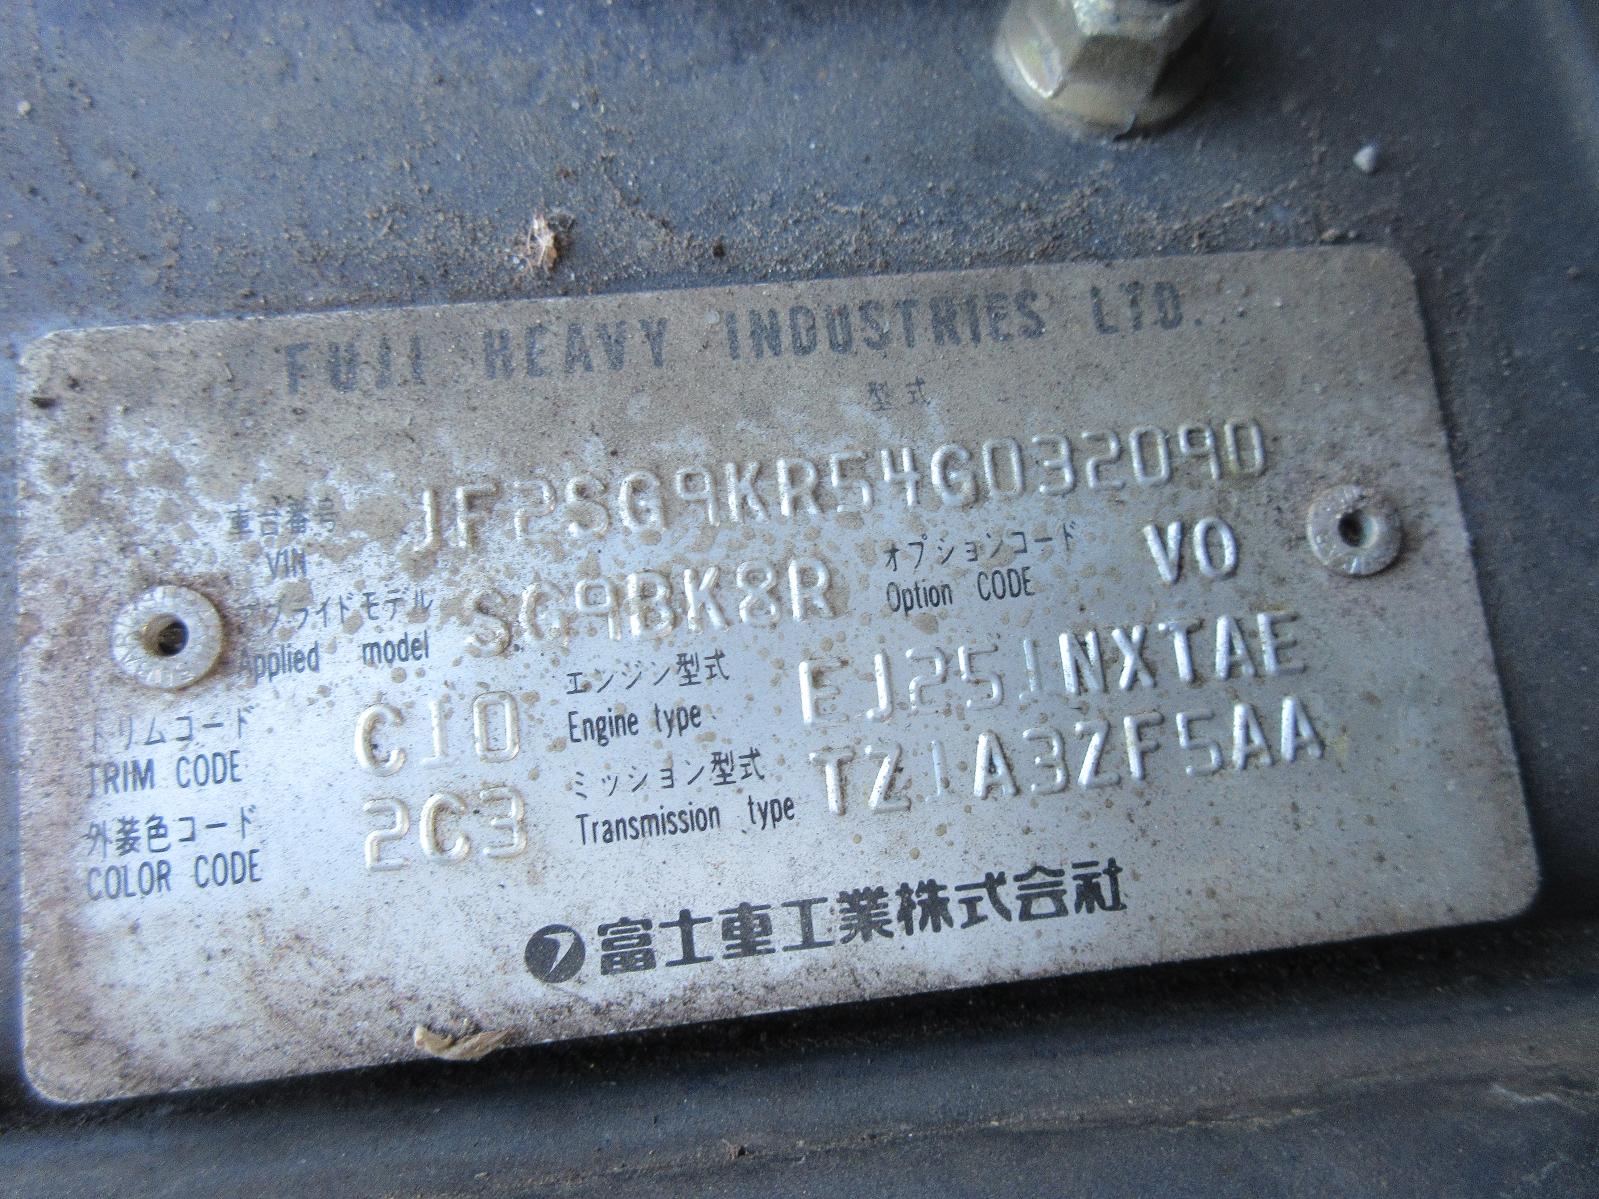 FUJI HEAVY INDUSTRIES LTD.
型式
車台番号
VIN JF2SG9KR54G032090
アプライドモデル
Applied model SG9BK8R
オプションコード
Option CODE V0
トリムコード
TRIM CODE C10
エンジン型式
Engine type EJ251NXTAE
外装色コード
COLOR CODE 2C3
ミッション型式
Transmission type TZ1A3ZF5AA
富士重工業株式会社